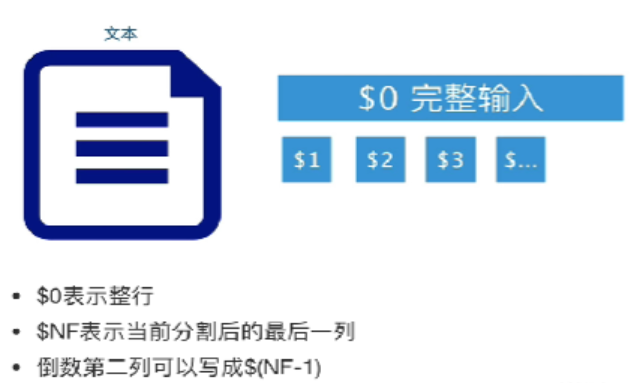 文本
$0 完整输入
$1 $2 $3 $...
• $0表示整行
• $NF表示当前分割后的最后一列
• 倒数第二列可以写成$(NF-1)